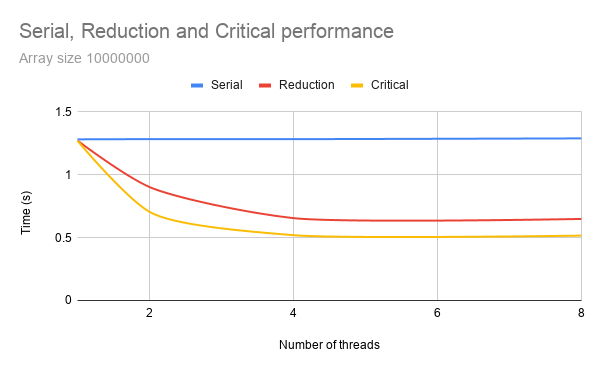 Serial, Reduction and Critical performance
Array size 10000000
Serial Reduction Critical
1.5
1
0.5
0
Time (s)
2 4 6 8
Number of threads